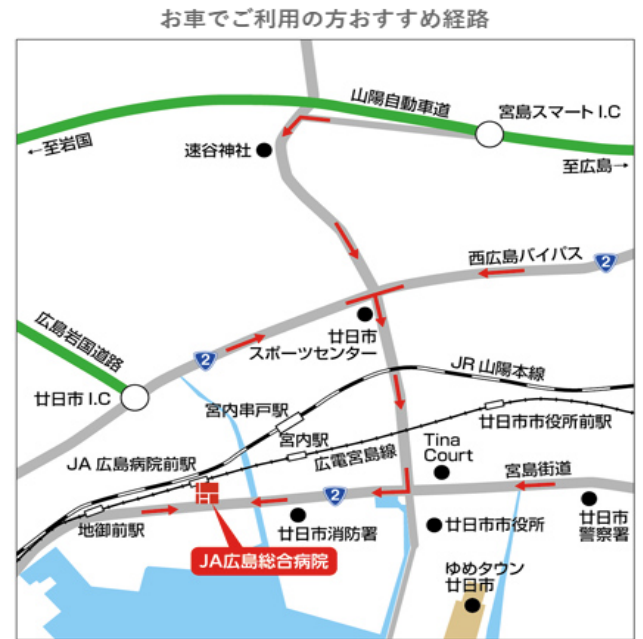 お車でご利用の方おすすめ経路
山陽自動車道
宮島スマートI.C
←至岩国
速谷神社
至広島→
西広島バイパス
2
廿日市
スポーツセンター
広島岩国道路
2
JR山陽本線
廿日市I.C
宮内串戸駅
廿日市市役所前駅
宮内駅
広電宮島線
Tina
Court
JA広島病院前駅
宮島街道
2
地御前駅
廿日市消防署
廿日市市役所
廿日市
警察署
JA広島総合病院
ゆめタウン
廿日市